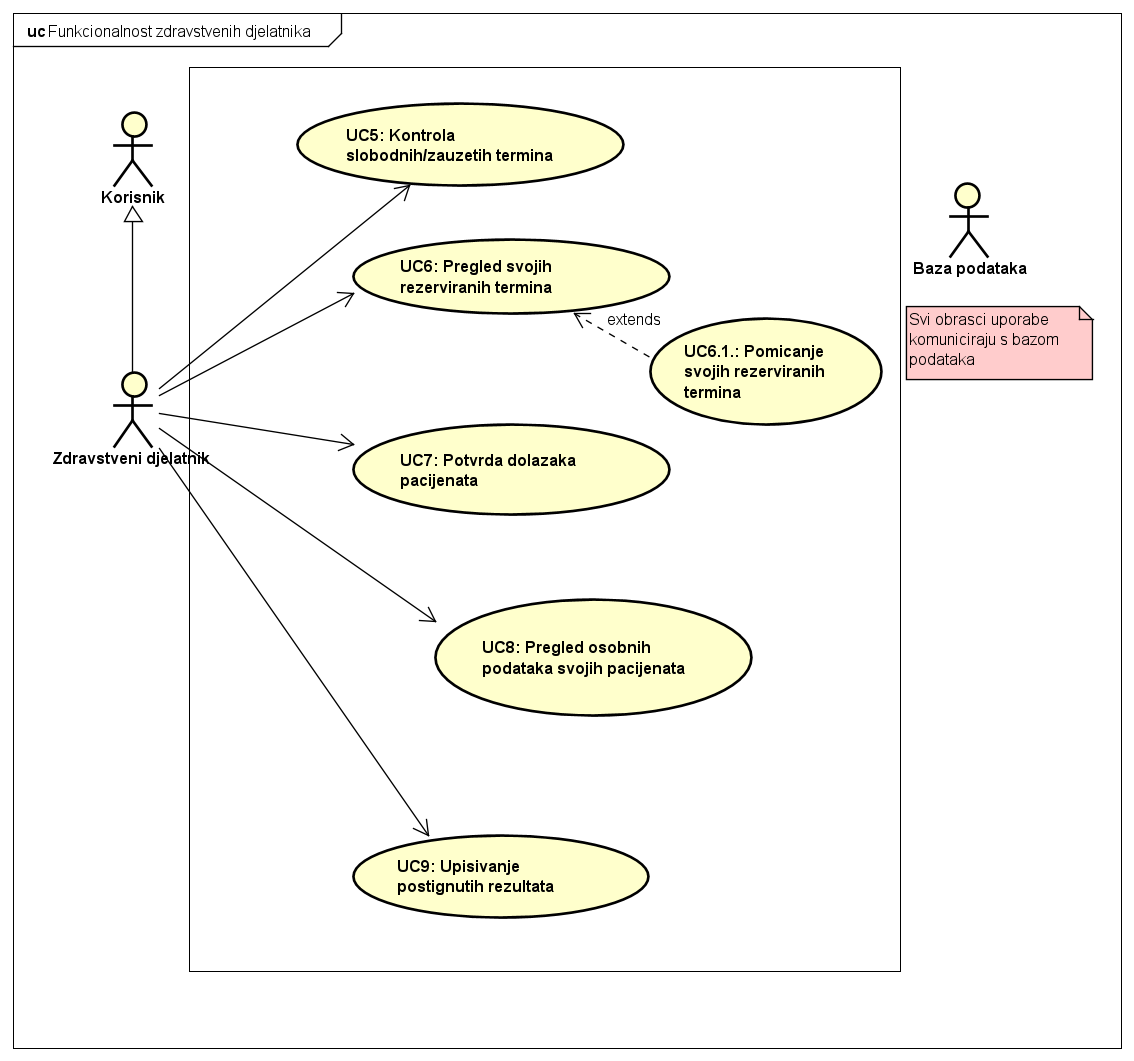 uc Funkcionalnost zdravstvenih djelatnika
Korisnik
UC5: Kontrola
slobodnih/zauzetih termina
Baza podataka
UC6: Pregled svojih
rezerviranih termina
extends
Svi obrasci uporabe
komuniciraju s bazom
podataka
UC6.1.: Pomicanje
svojih rezerviranih
termina
Zdravstveni djelatnik
UC7: Potvrda dolazaka
pacijenata
UC8: Pregled osobnih
podataka svojih pacijenata
UC9: Upisivanje
postignutih rezultata